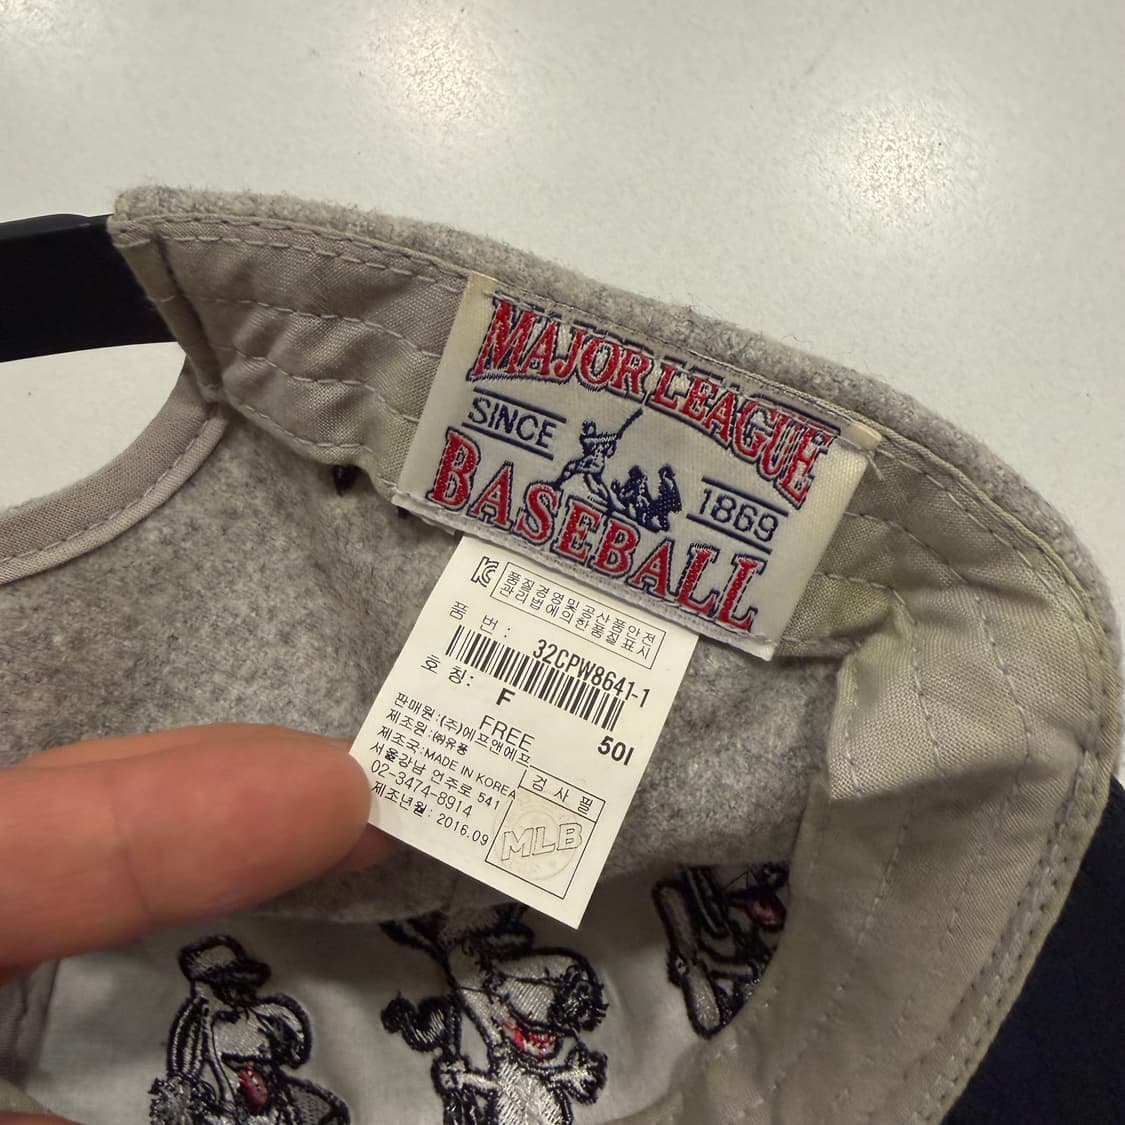 MAJOR LEAGUE
SINCE 1869
BASEBALL
품질경영및공산품안전
관리법에의한품질표시
품 번: 32CPW8641-1
호 칭: F
FREE 50I
판매원:(주)에프앤에프
제조원:㈜유풍
제조국:MADE IN KOREA
서울강남 언주로 541
02-3474-8914
제조년월: 2016.09
검 사 필
MLB